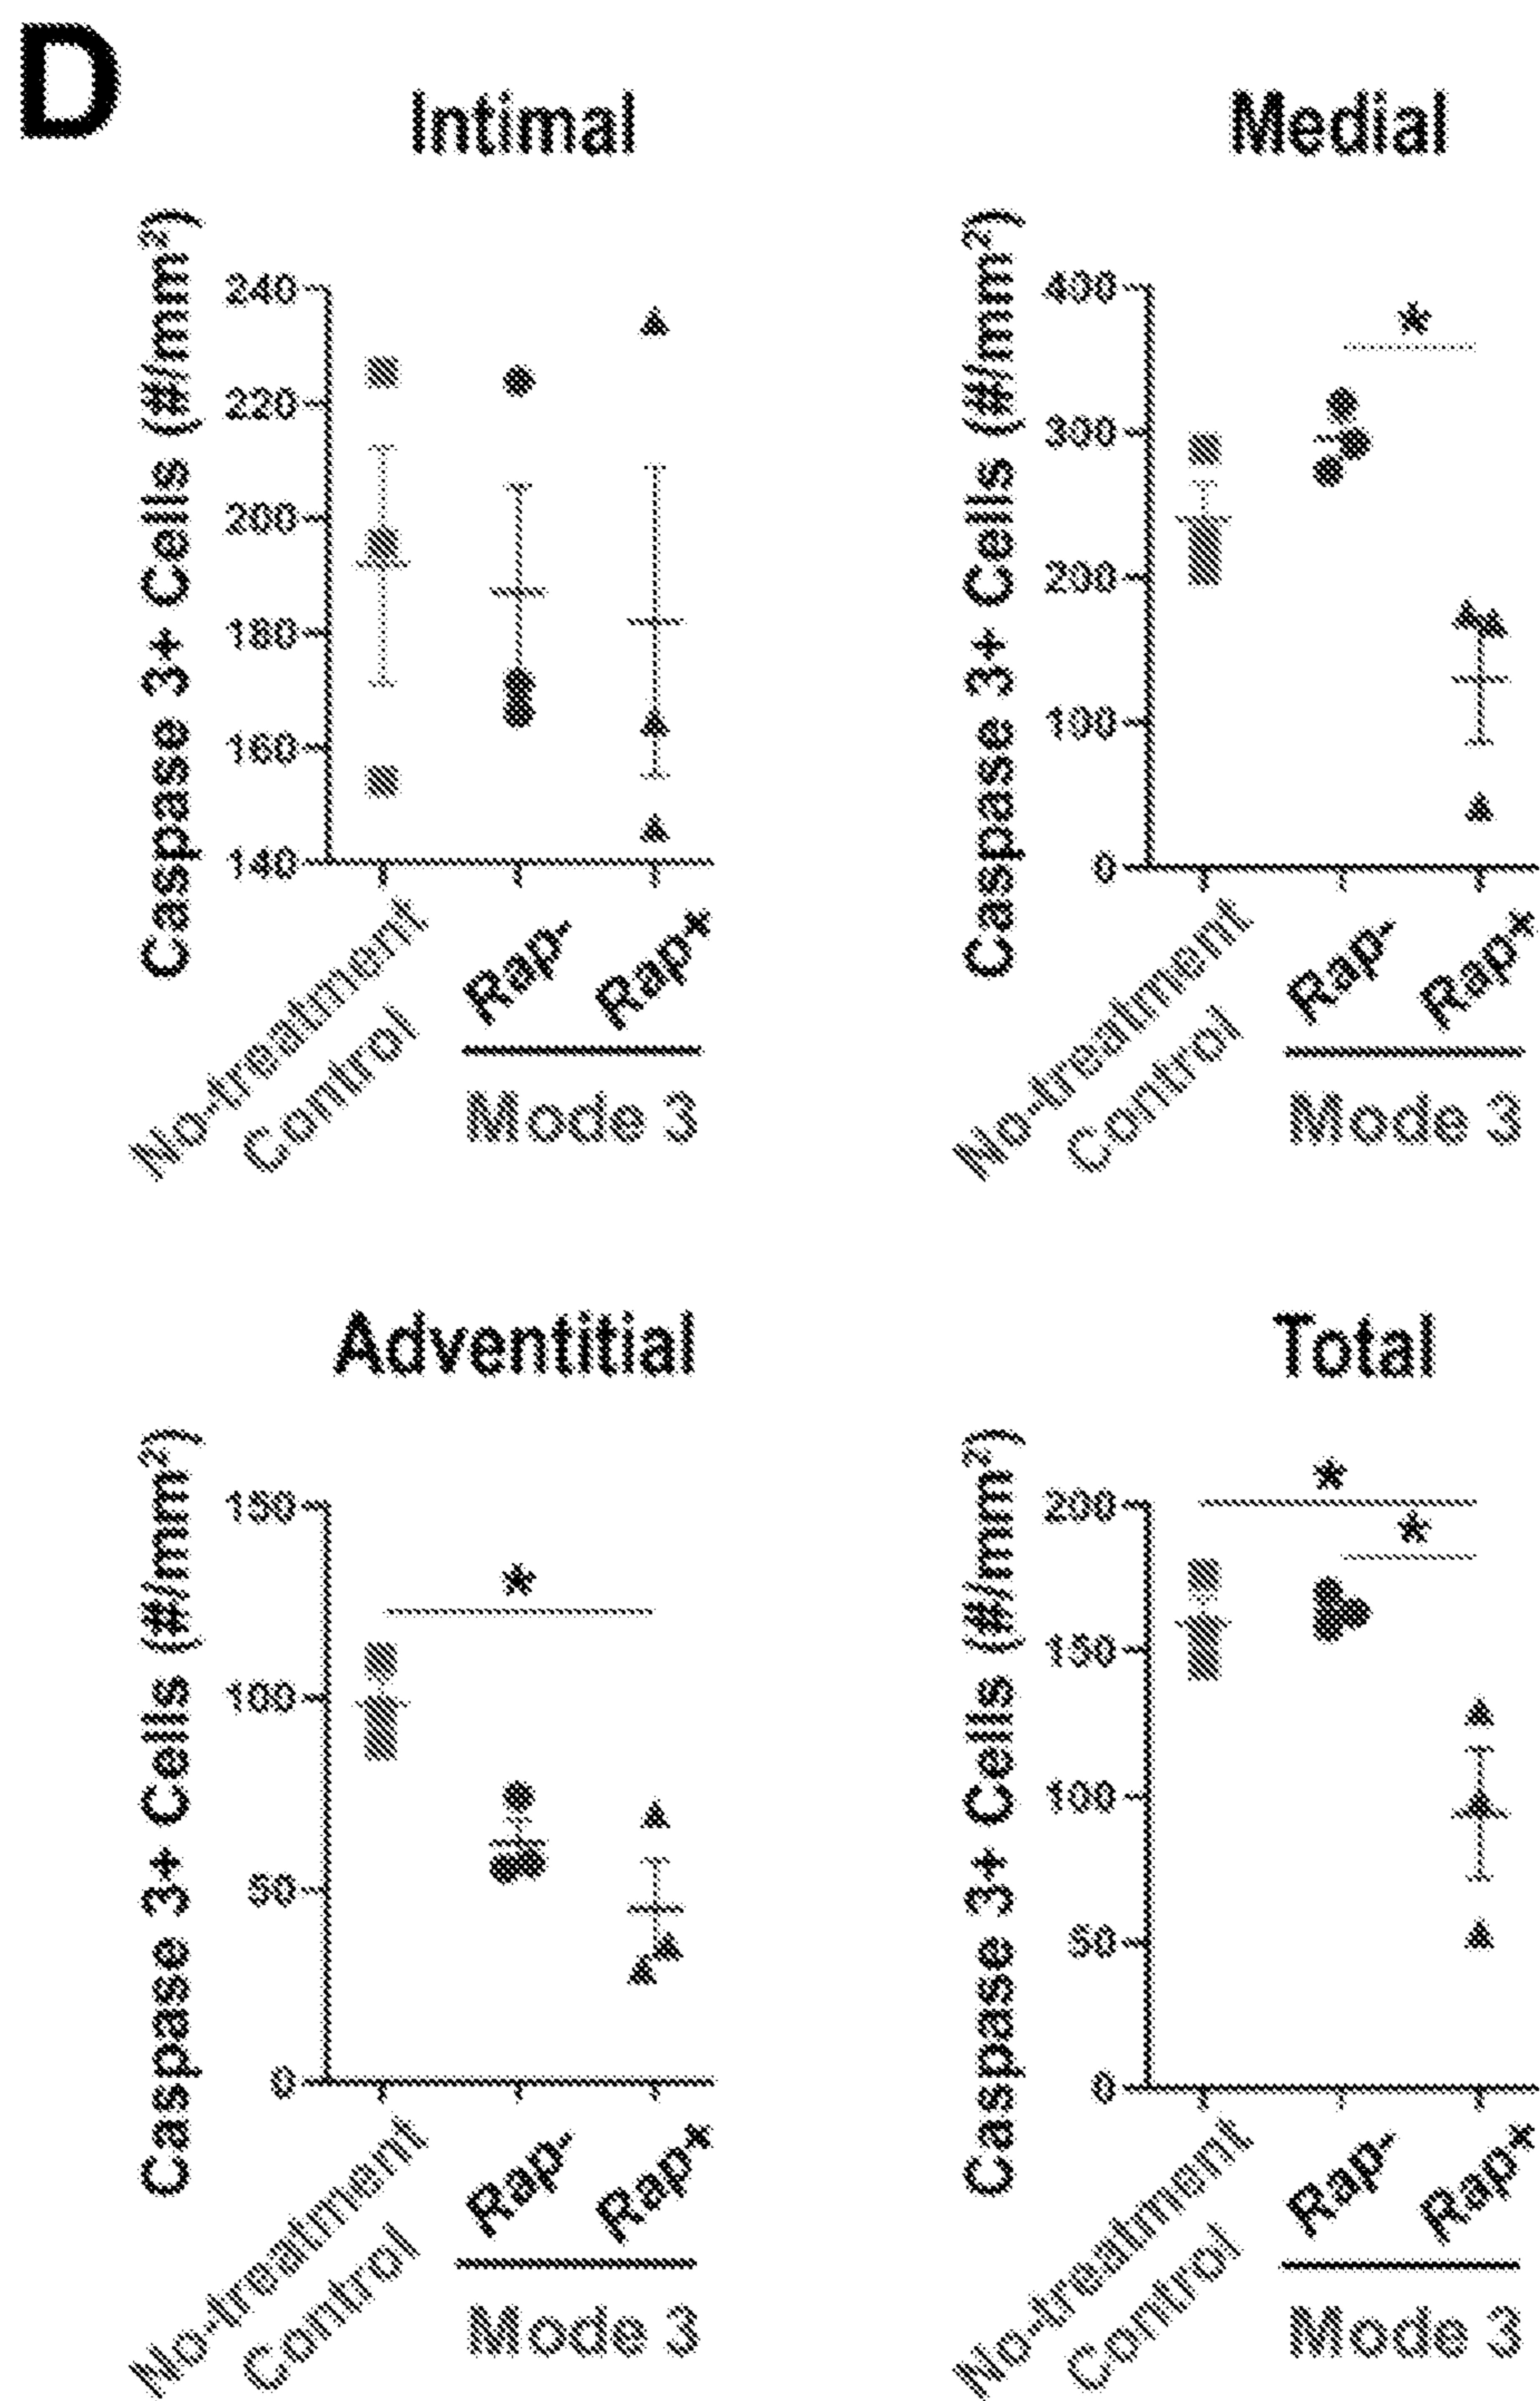 D
Intimal
Caspase 3+ Cells (#/mm²)
240
220
200
180
160
140
No-treatment
Control
Rap-
Rap+
Mode 3
Medial
*
Caspase 3+ Cells (#/mm²)
400
300
200
100
0
No-treatment
Control
Rap-
Rap+
Mode 3
Adventitial
*
Caspase 3+ Cells (#/mm²)
150
100
50
0
No-treatment
Control
Rap-
Rap+
Mode 3
Total
*
*
Caspase 3+ Cells (#/mm²)
200
150
100
50
0
No-treatment
Control
Rap-
Rap+
Mode 3